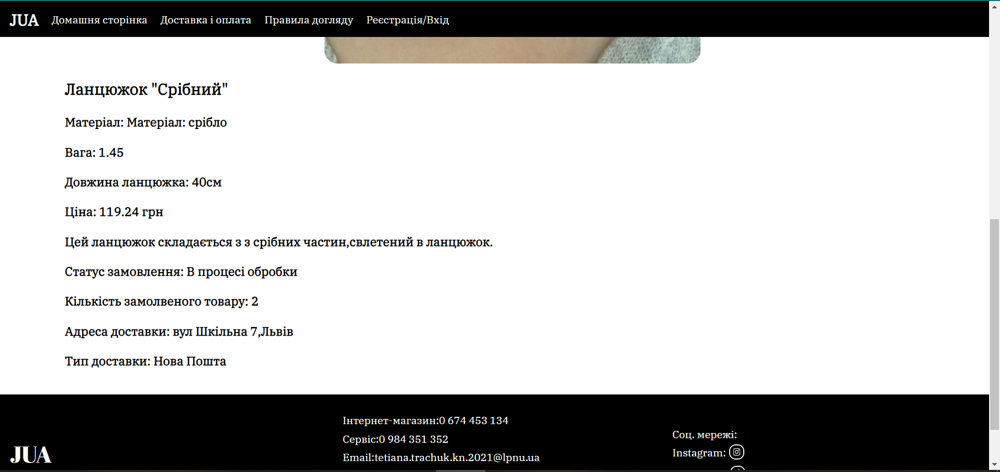 JUA Домашня сторінка Доставка і оплата Правила догляду Реєстрація/Вхід
Ланцюжок "Срібний"
Матеріал: Матеріал: срібло
Вага: 1.45
Довжина ланцюжка: 40см
Ціна: 119.24 грн
Цей ланцюжок складається з з срібних частин,свлетений в ланцюжок.
Статус замовлення: В процесі обробки
Кількість замолвеного товару: 2
Адреса доставки: вул Шкільна 7,Львів
Тип доставки: Нова Пошта
JUA
Інтернет-магазин:0 674 453 134
Сервіс:0 984 351 352
Email:tetiana.trachuk.kn.2021@lpnu.ua
Соц. мережі:
Instagram: